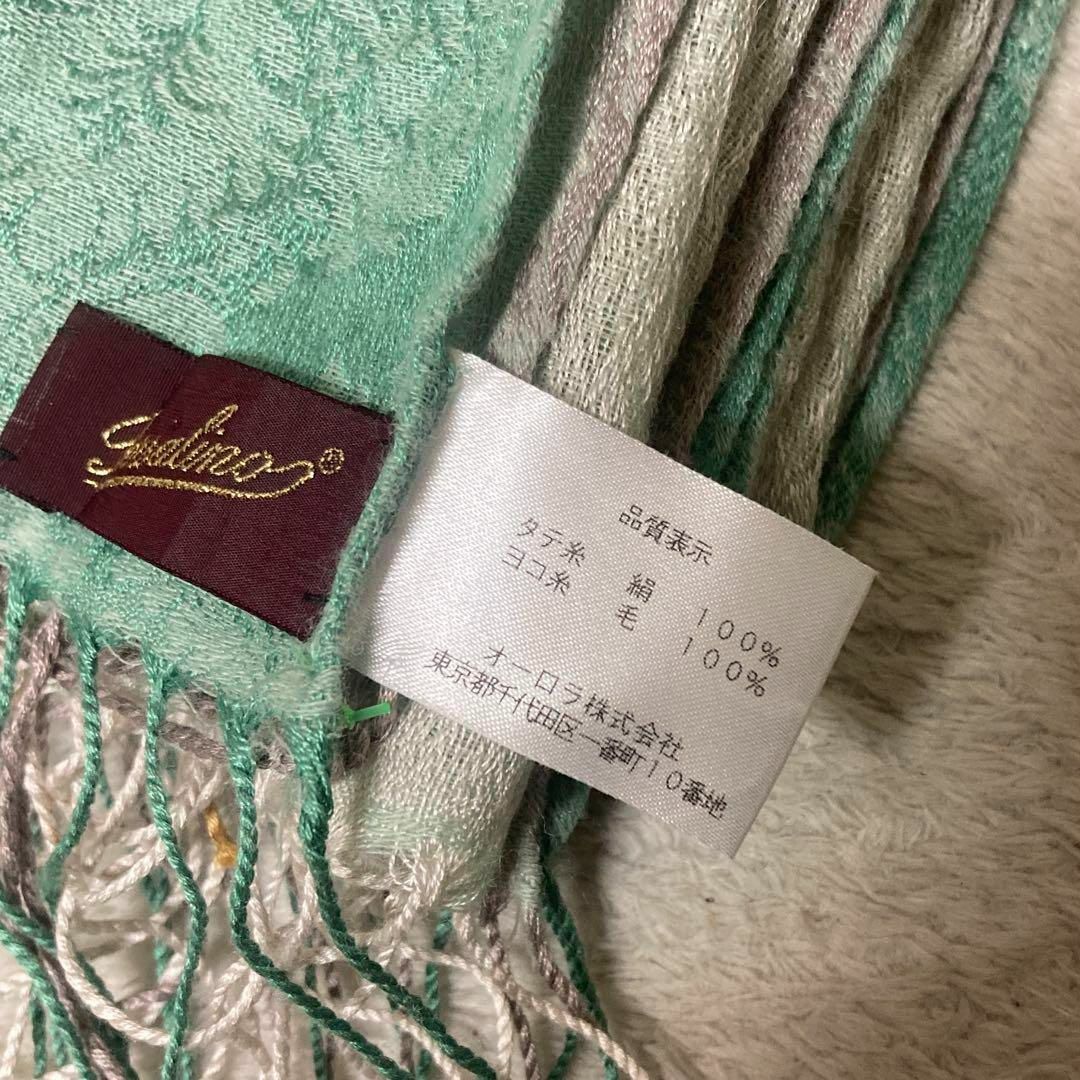 Indino®
品質表示
タテ糸 絹 100%
ヨコ糸 毛 100%
オーロラ株式会社
東京都千代田区一番町10番地